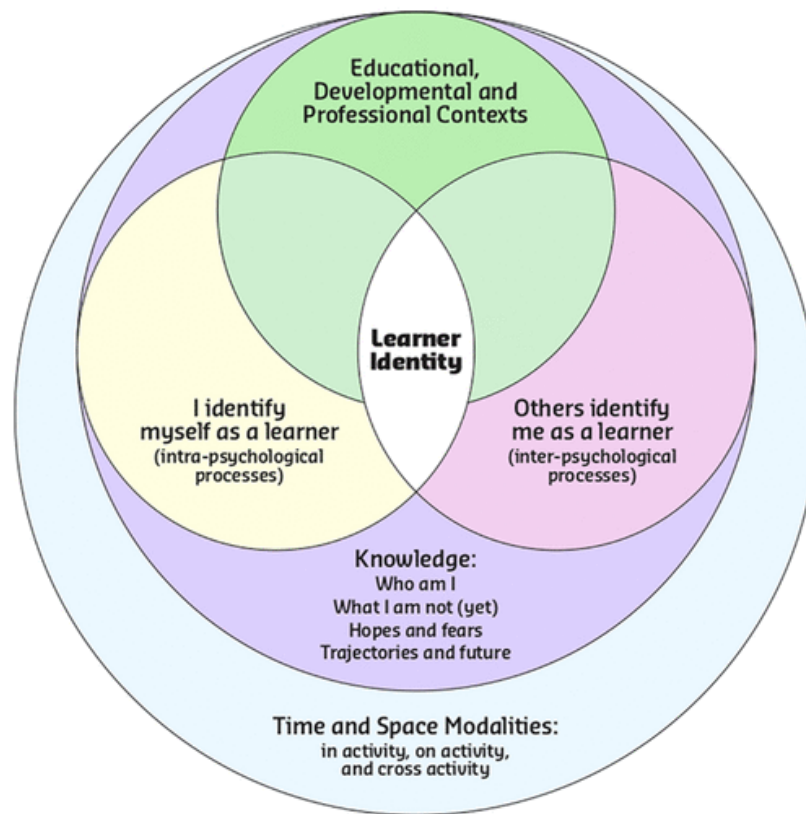 Educational,
Developmental and
Professional Contexts
Learner
Identity
I identify
myself as a learner
(intra-psychological
processes)
Others identify
me as a learner
(inter-psychological
processes)
Knowledge:
Who am I
What I am not (yet)
Hopes and fears
Trajectories and future
Time and Space Modalities:
in activity, on activity,
and cross activity